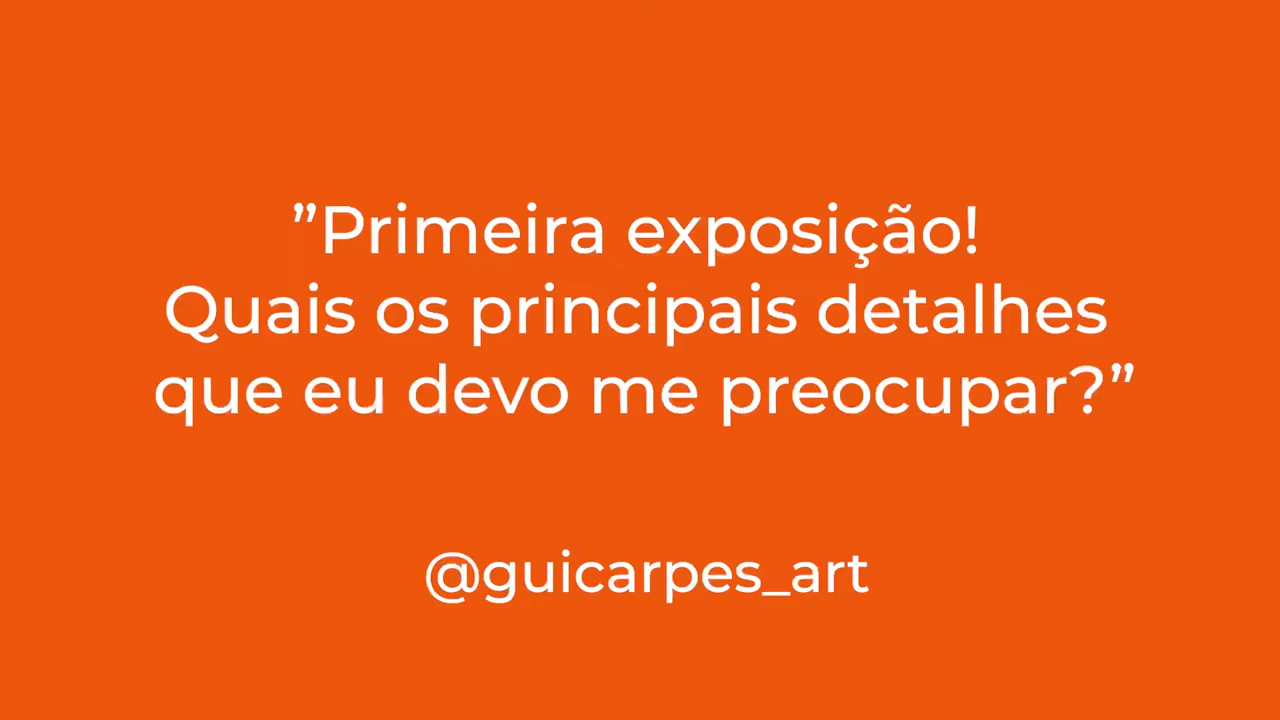 ”Primeira exposição!
Quais os principais detalhes
que eu devo me preocupar?”
@guicarpes_art